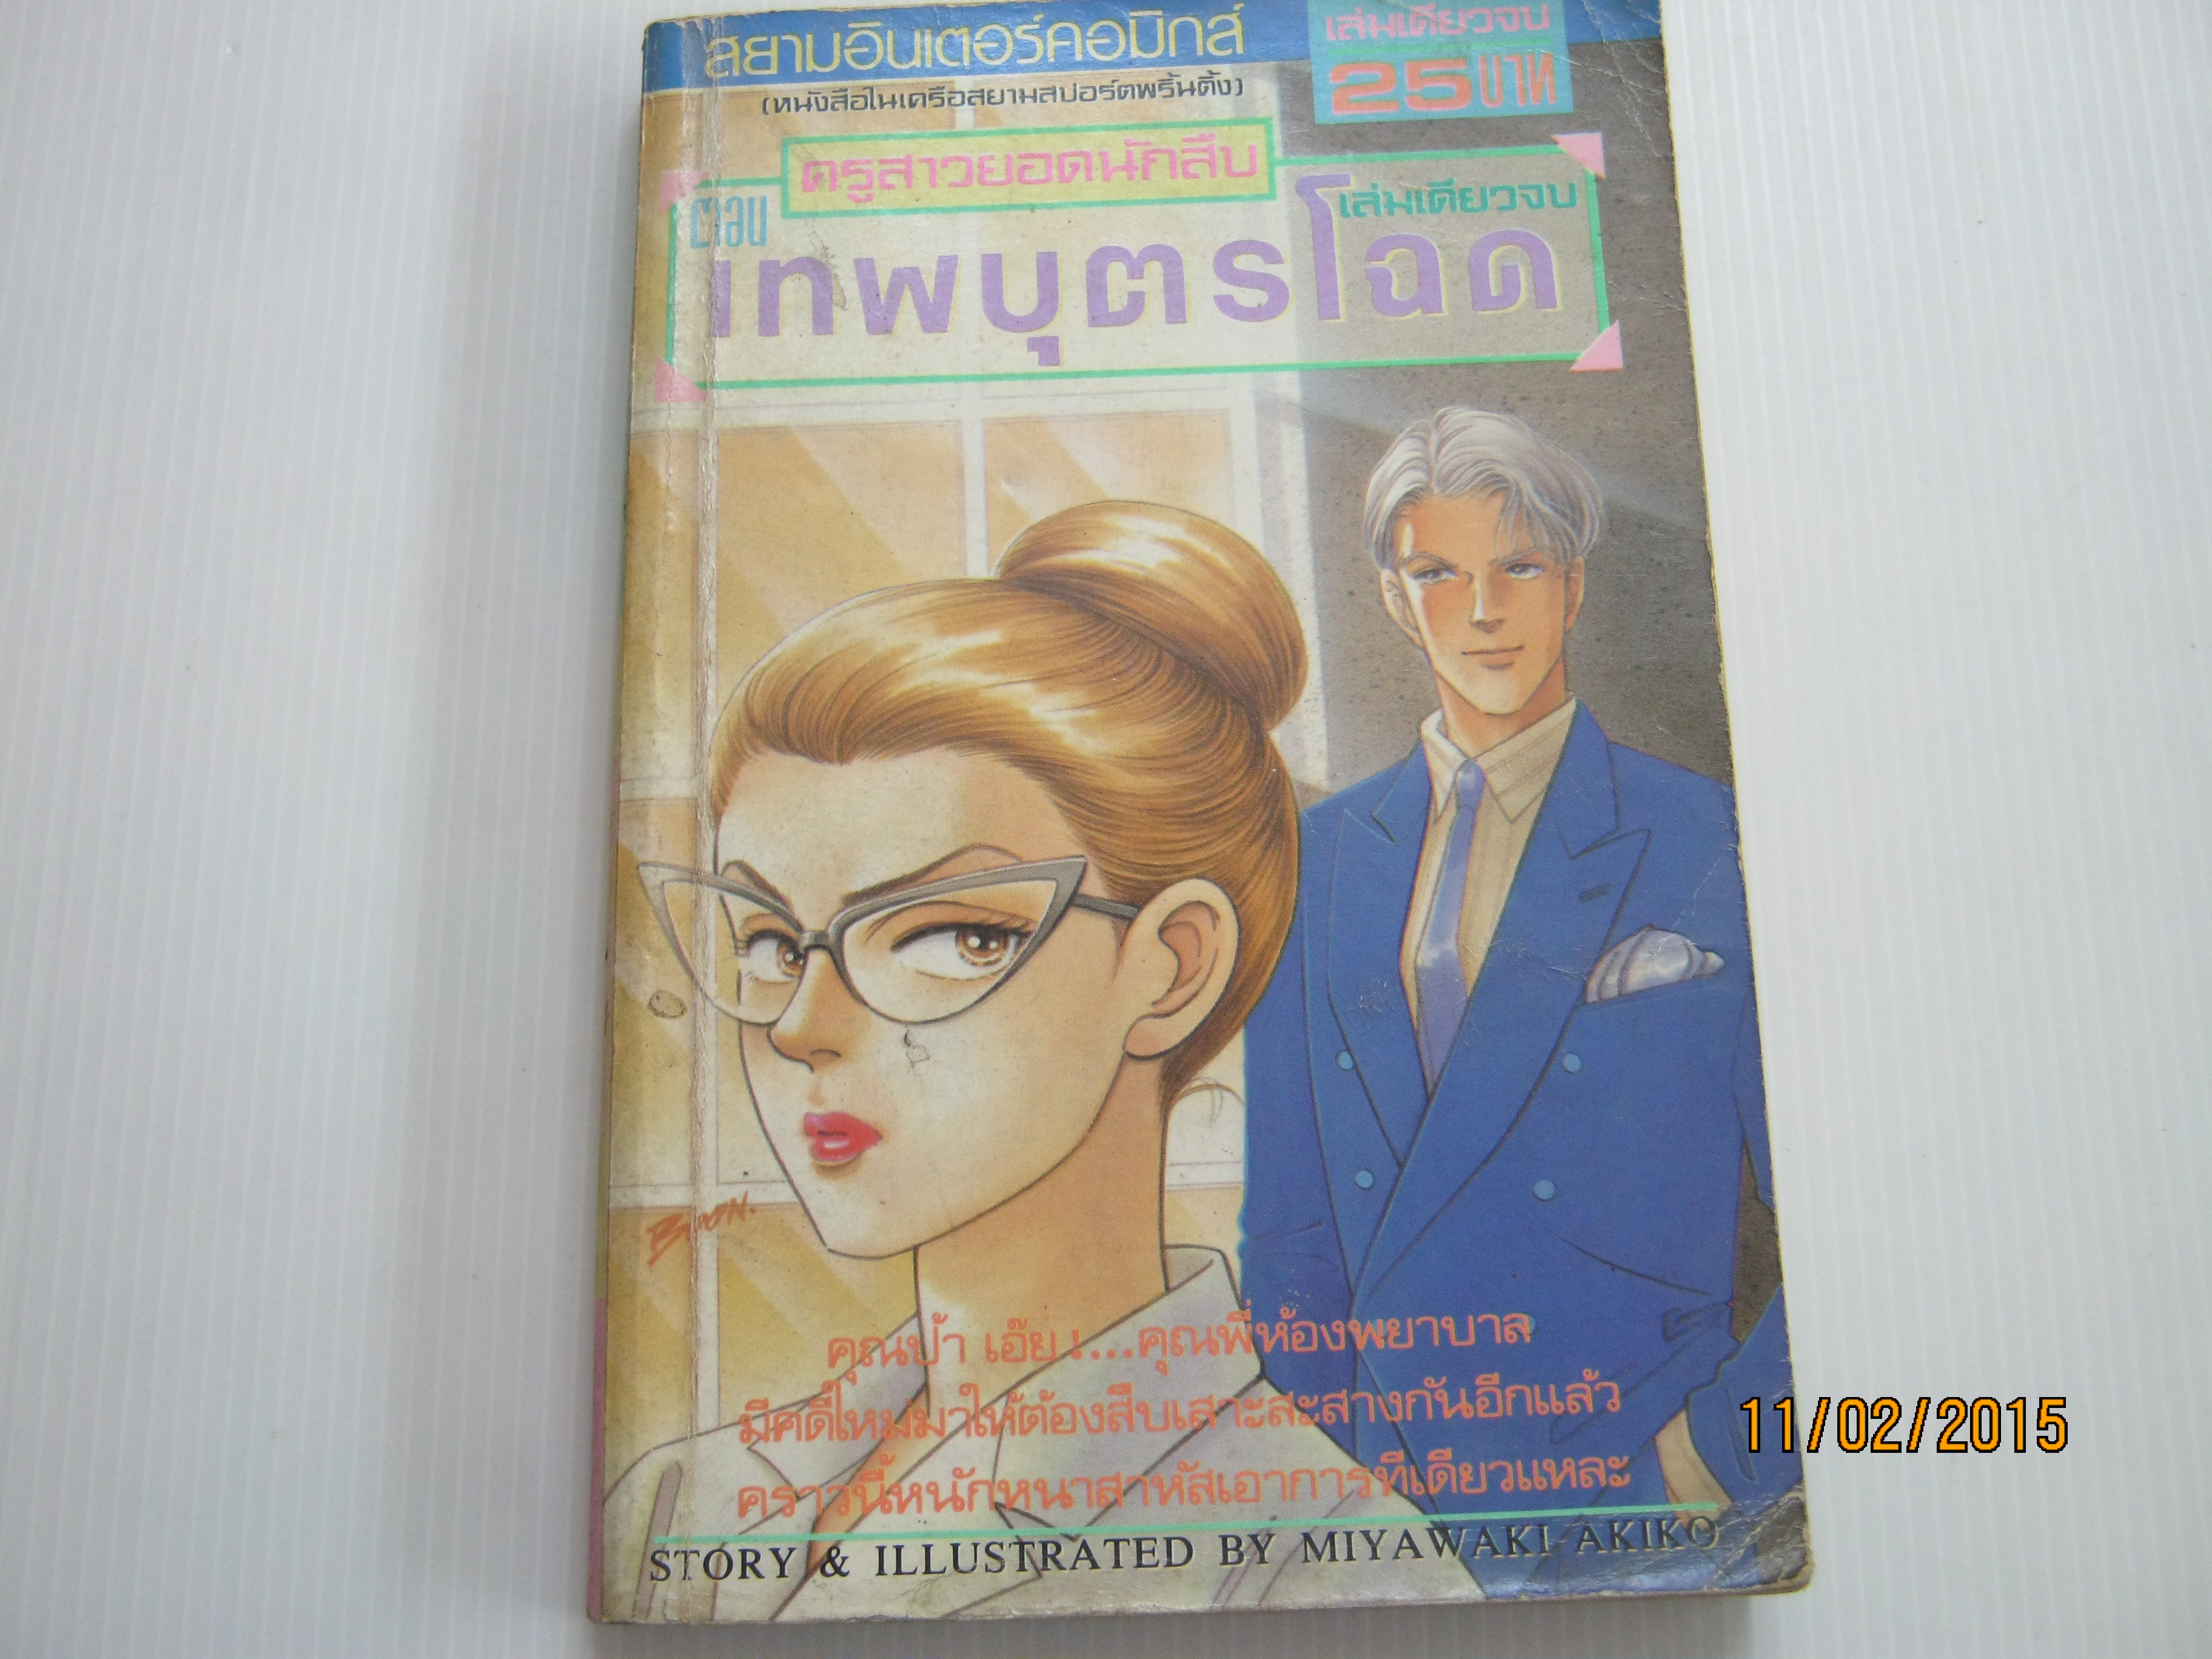 สยามอินเตอร์คอมิกส์
(หนังสือในเครือสยามสปอร์ตพริ้นติ้ง)
เล่มเดียวจบ
25 บาท
ครูสาวยอดนักสืบ
ตอน
เล่มเดียวจบ
เทพบุตรโฉด
BOON.
คุณป้า เอ๊ย!...คุณพี่ห้องพยาบาล
มีคดีใหม่มาให้ต้องสืบเสาะสะสางกันอีกแล้ว
คราวนี้หนักหนาสาหัสเอาการทีเดียวแหละ
STORY & ILLUSTRATED BY MIYAWAKI AKIKO
11/02/2015